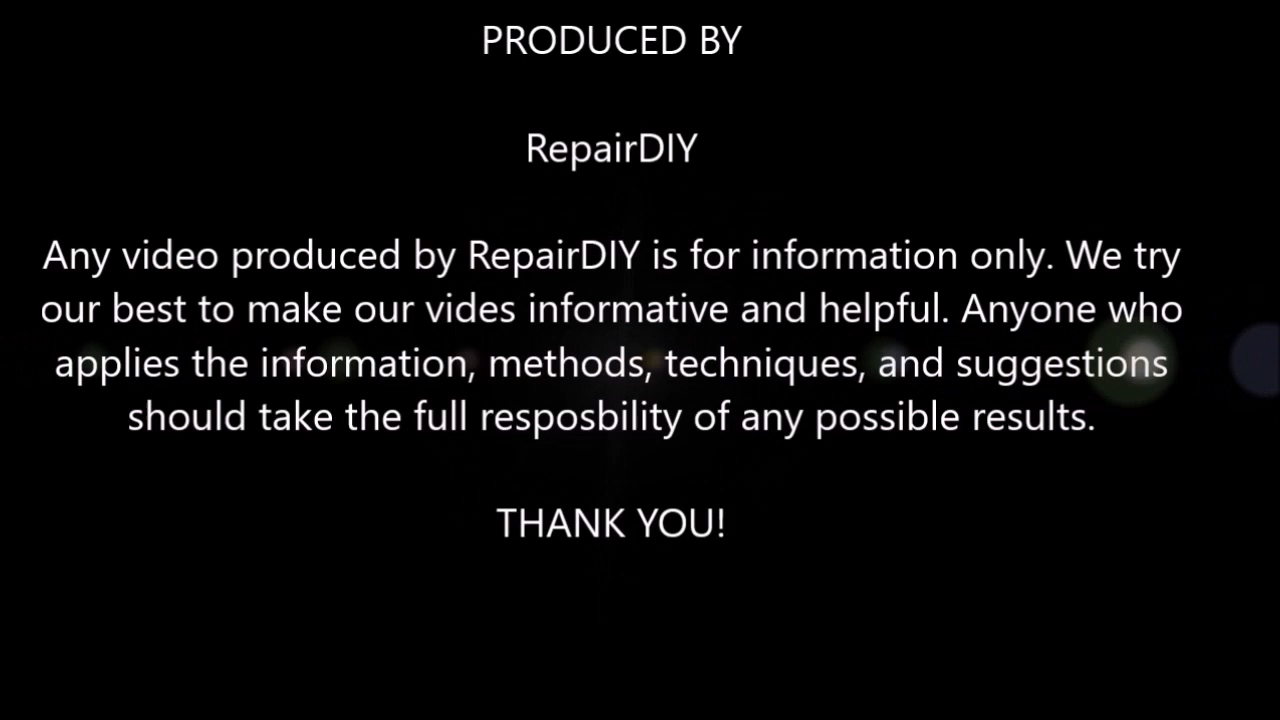 PRODUCED BY
RepairDIY
Any video produced by RepairDIY is for information only. We try
our best to make our vides informative and helpful. Anyone who
applies the information, methods, techniques, and suggestions
should take the full resposbility of any possible results.
THANK YOU!